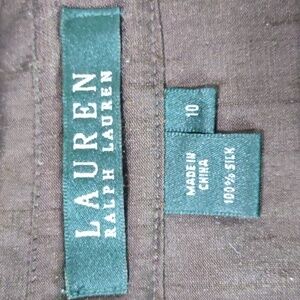 LAUREN
RALPH LAUREN
10
MADE IN
CHINA
100% SILK